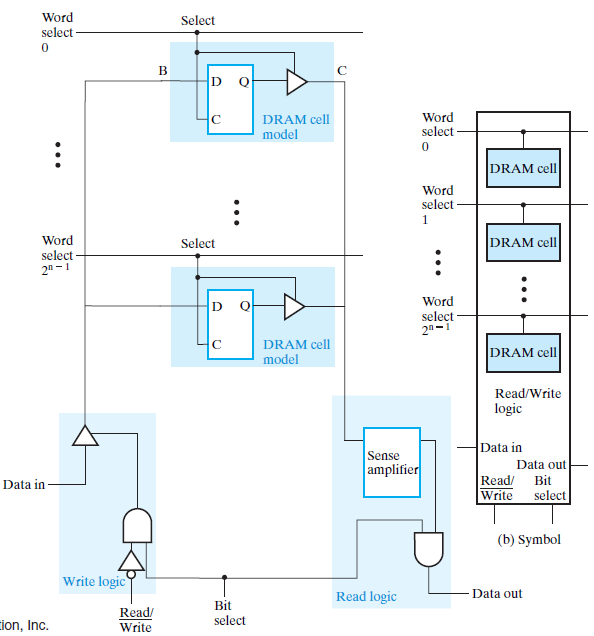 Word
select
0
Select
B
D Q
C
C
DRAM cell
model
Word
select
2n − 1
Select
D Q
C
DRAM cell
model
Data in
Write logic
Read/
Write
Bit
select
Sense
amplifier
Read logic
Data out
tion, Inc.
Word
select
0
DRAM cell
Word
select
1
DRAM cell
Word
select
2n − 1
DRAM cell
Read/Write
logic
Data in
Data out
Read/ Bit
Write select
(b) Symbol